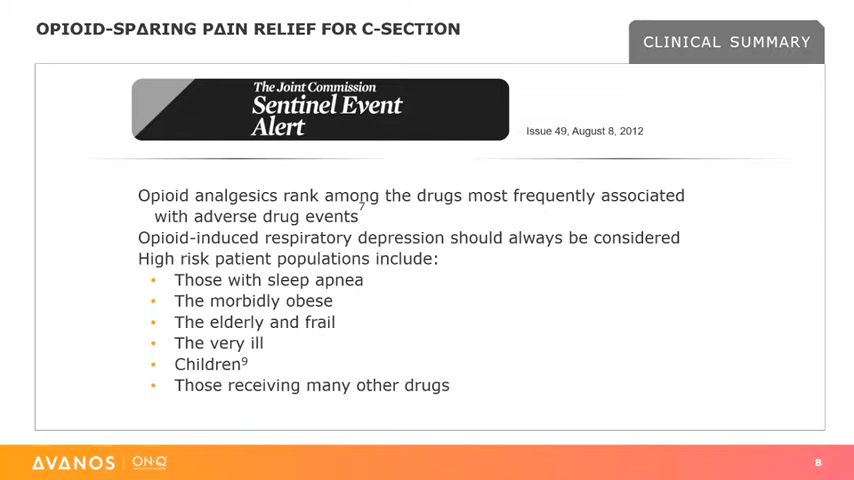 OPIOID-SPΔRING PΔIN RELIEF FOR C-SECTION
CLINICAL SUMMARY
The Joint Commission
Sentinel Event
Alert
Issue 49, August 8, 2012
Opioid analgesics rank among the drugs most frequently associated
with adverse drug events7
Opioid-induced respiratory depression should always be considered
High risk patient populations include:
• Those with sleep apnea
• The morbidly obese
• The elderly and frail
• The very ill
• Children9
• Those receiving many other drugs
AVANOS
ON-Q
8